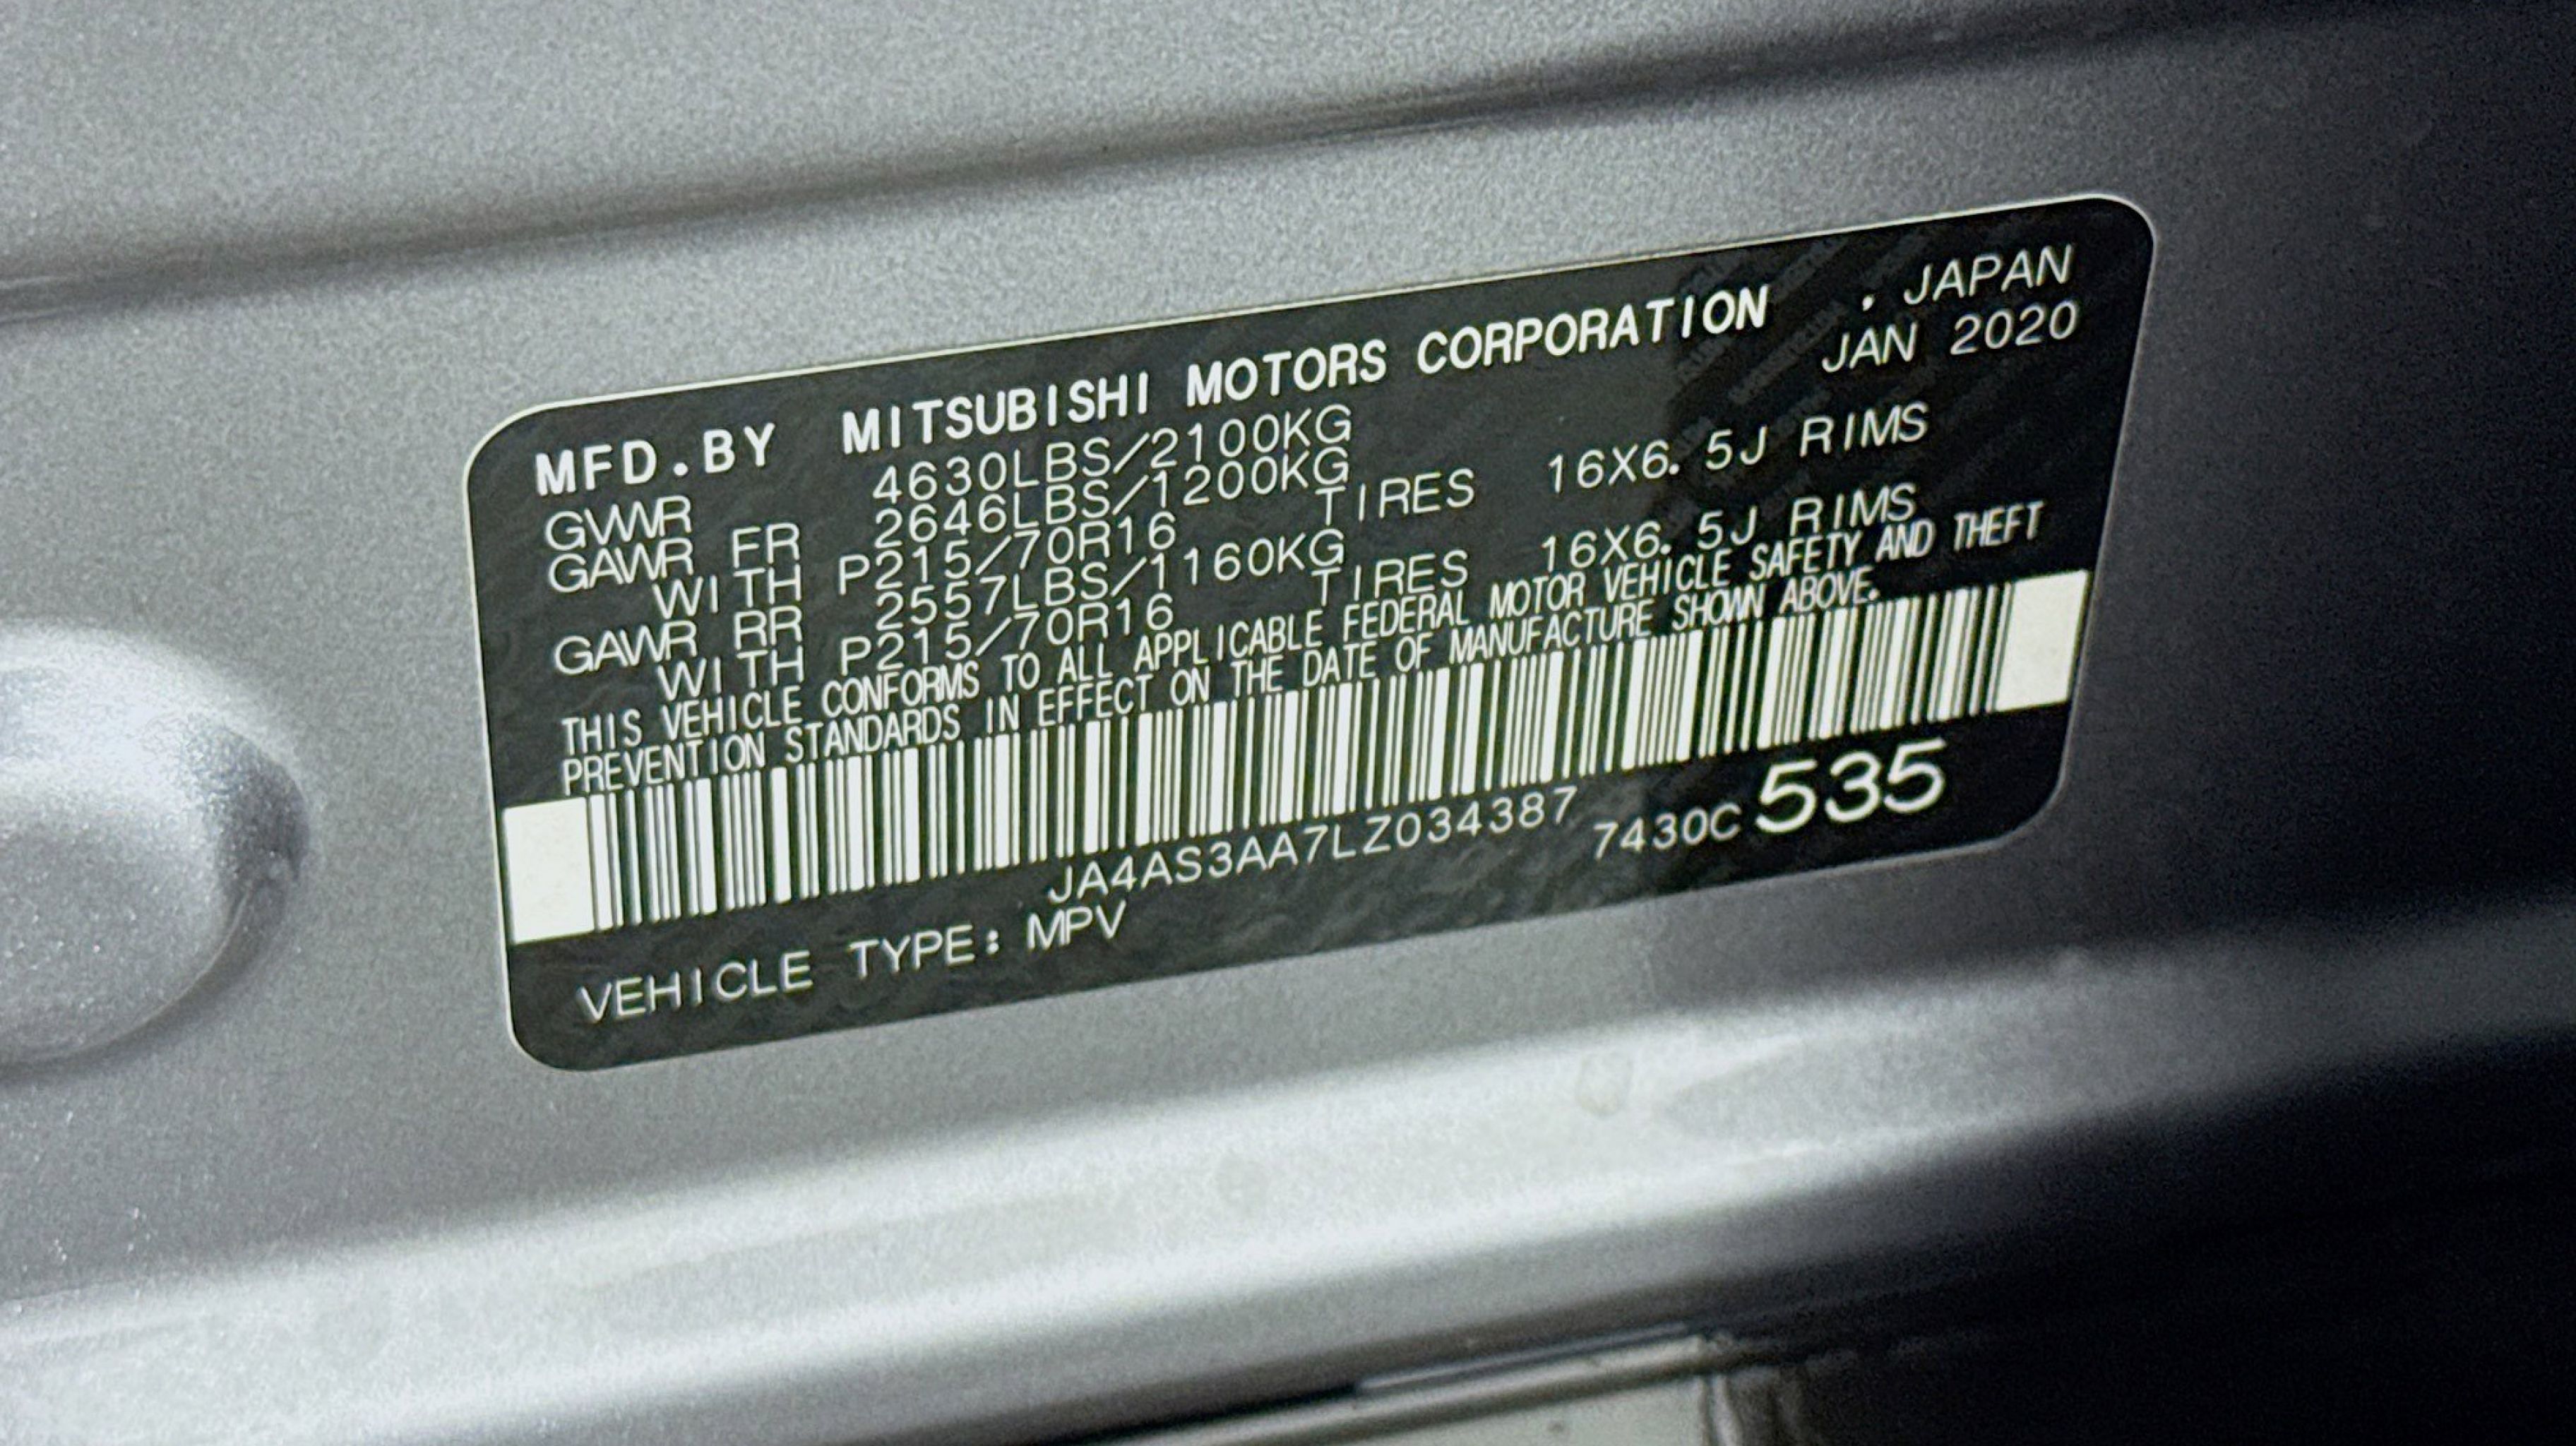 MFD.BY MITSUBISHI MOTORS CORPORATION . JAPAN
JAN 2020
GVWR 4630LBS/2100KG
GAWR FR 2646LBS/1200KG
WITH P215/70R16 TIRES 16X6.5J RIMS
GAWR RR 2557LBS/1160KG
WITH P215/70R16 TIRES 16X6.5J RIMS
THIS VEHICLE CONFORMS TO ALL APPLICABLE FEDERAL MOTOR VEHICLE SAFETY AND THEFT
PREVENTION STANDARDS IN EFFECT ON THE DATE OF MANUFACTURE SHOWN ABOVE.
JA4AS3AA7LZ034387 7430C535
VEHICLE TYPE: MPV